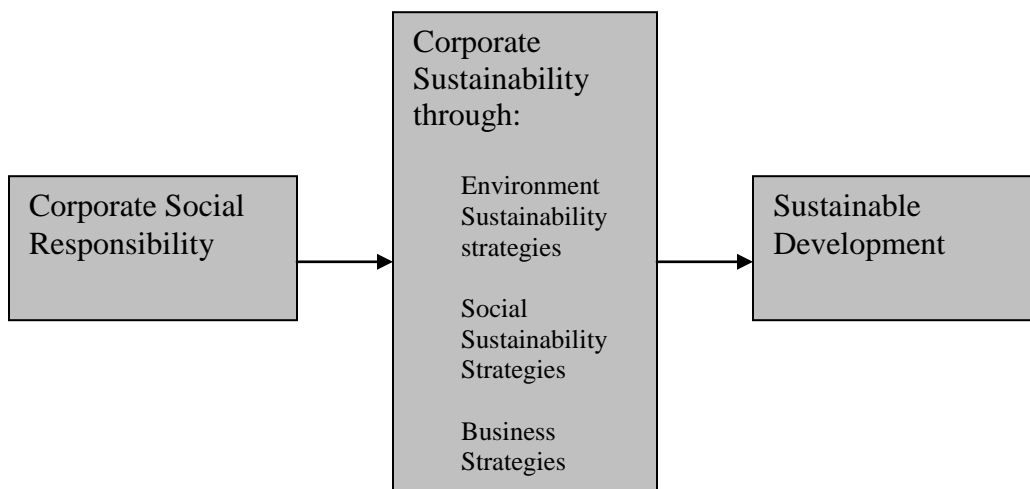 Corporate Social
Responsibility
Corporate
Sustainability
through:
Environment
Sustainability
strategies
Social
Sustainability
Strategies
Business
Strategies
Sustainable
Development